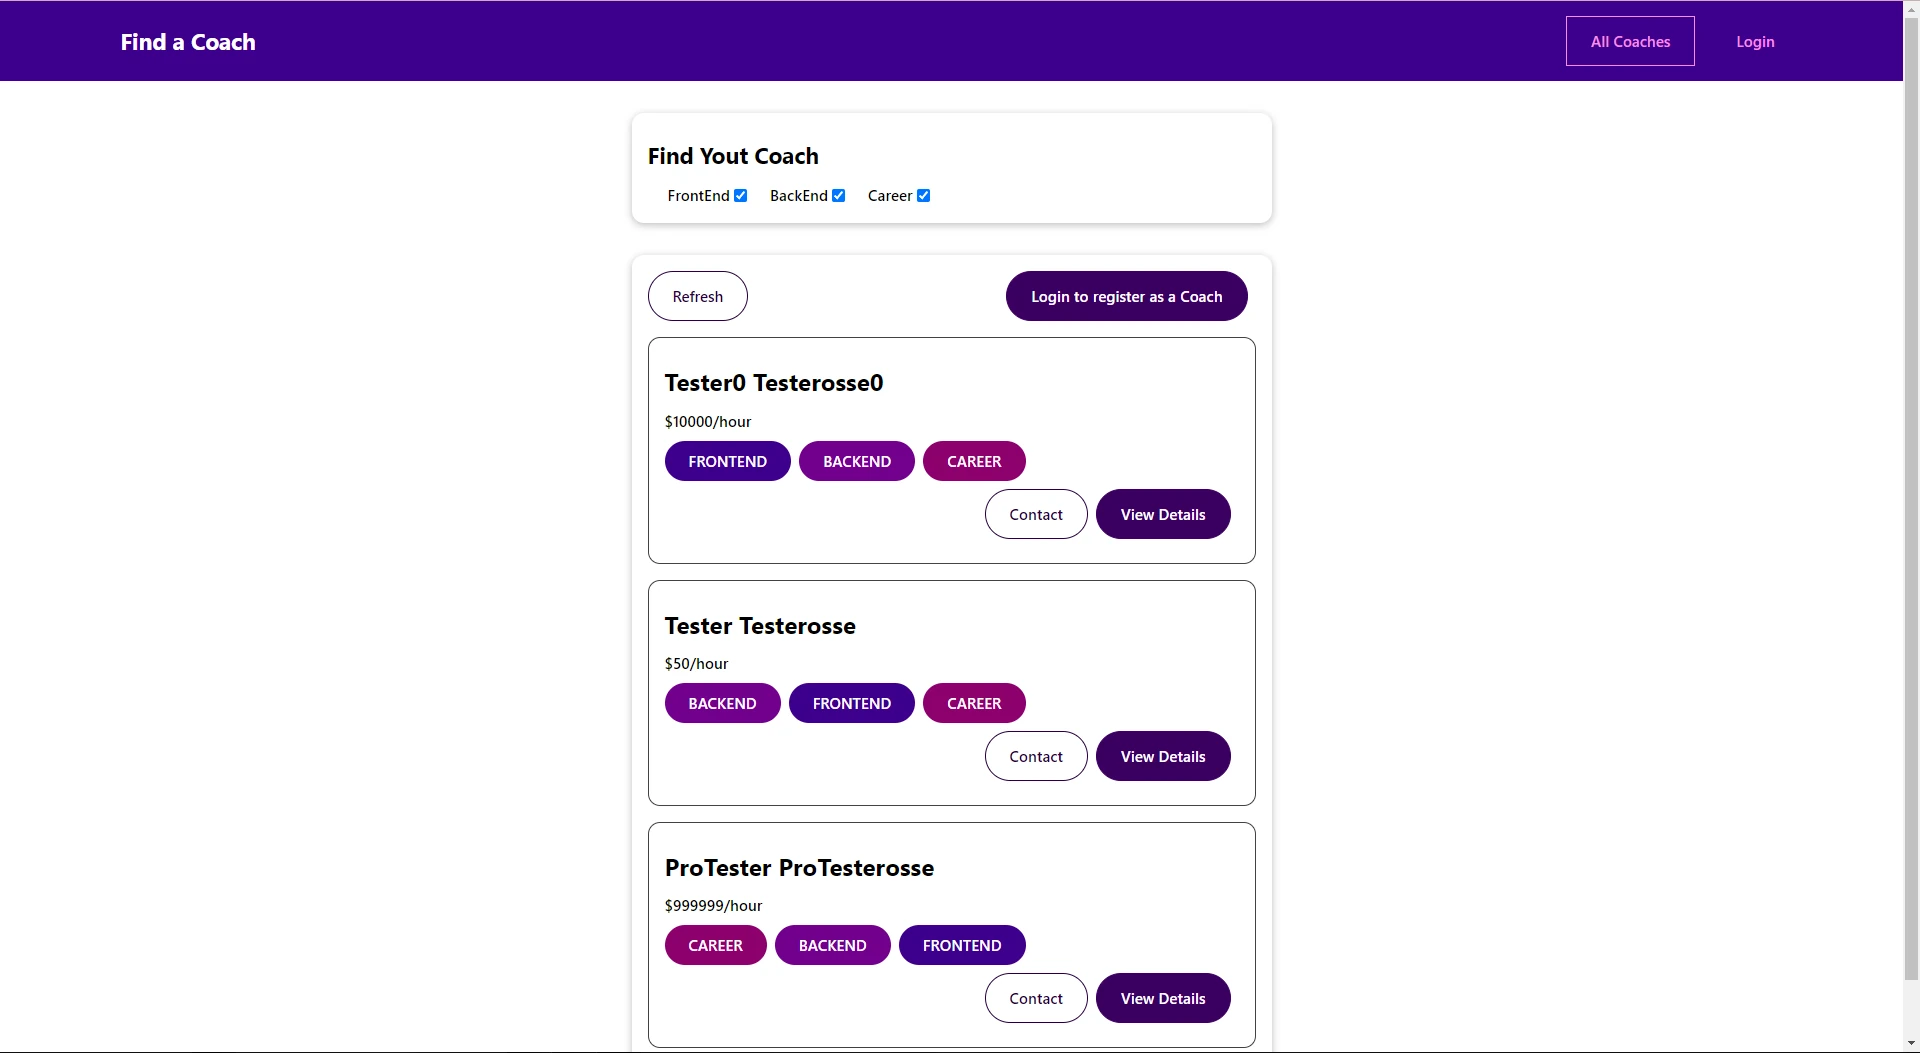 Find a Coach All Coaches Login
Find Yout Coach
FrontEnd BackEnd Career
Refresh Login to register as a Coach
Tester0 Testerosse0
$10000/hour
FRONTEND BACKEND CAREER
Contact View Details
Tester Testerosse
$50/hour
BACKEND FRONTEND CAREER
Contact View Details
ProTester ProTesterosse
$999999/hour
CAREER BACKEND FRONTEND
Contact View Details